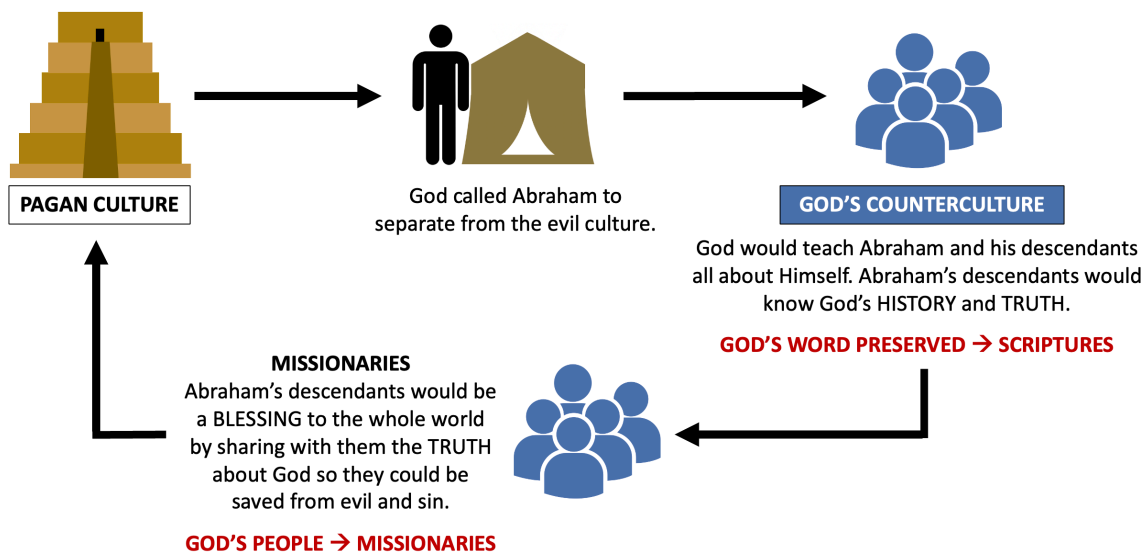 PAGAN CULTURE
God called Abraham to
separate from the evil culture.
GOD’S COUNTERCULTURE
God would teach Abraham and his descendants
all about Himself. Abraham’s descendants would
know God’s HISTORY and TRUTH.
GOD’S WORD PRESERVED → SCRIPTURES
MISSIONARIES
Abraham’s descendants would be
a BLESSING to the whole world
by sharing with them the TRUTH
about God so they could be
saved from evil and sin.
GOD’S PEOPLE → MISSIONARIES